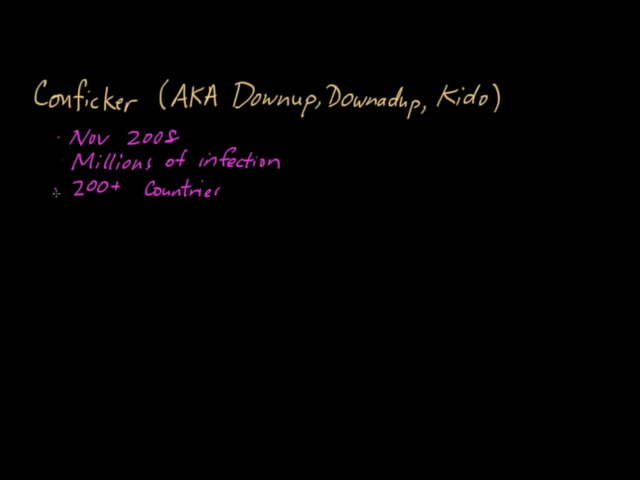 Conficker (AKA Downup, Downadup, Kido)
· Nov 2008
· Millions of infection
· 200+ Countries